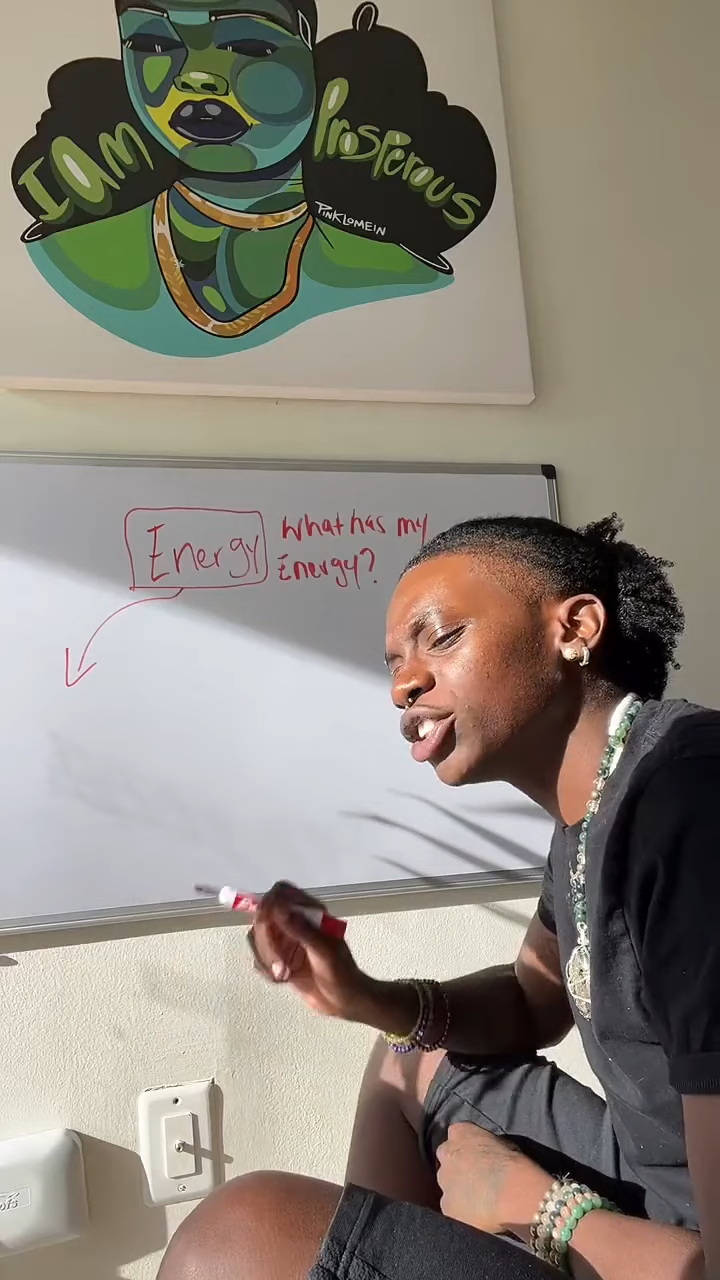 I am
Prosperous
PINKLOMEIN
Energy
What has my
Energy?